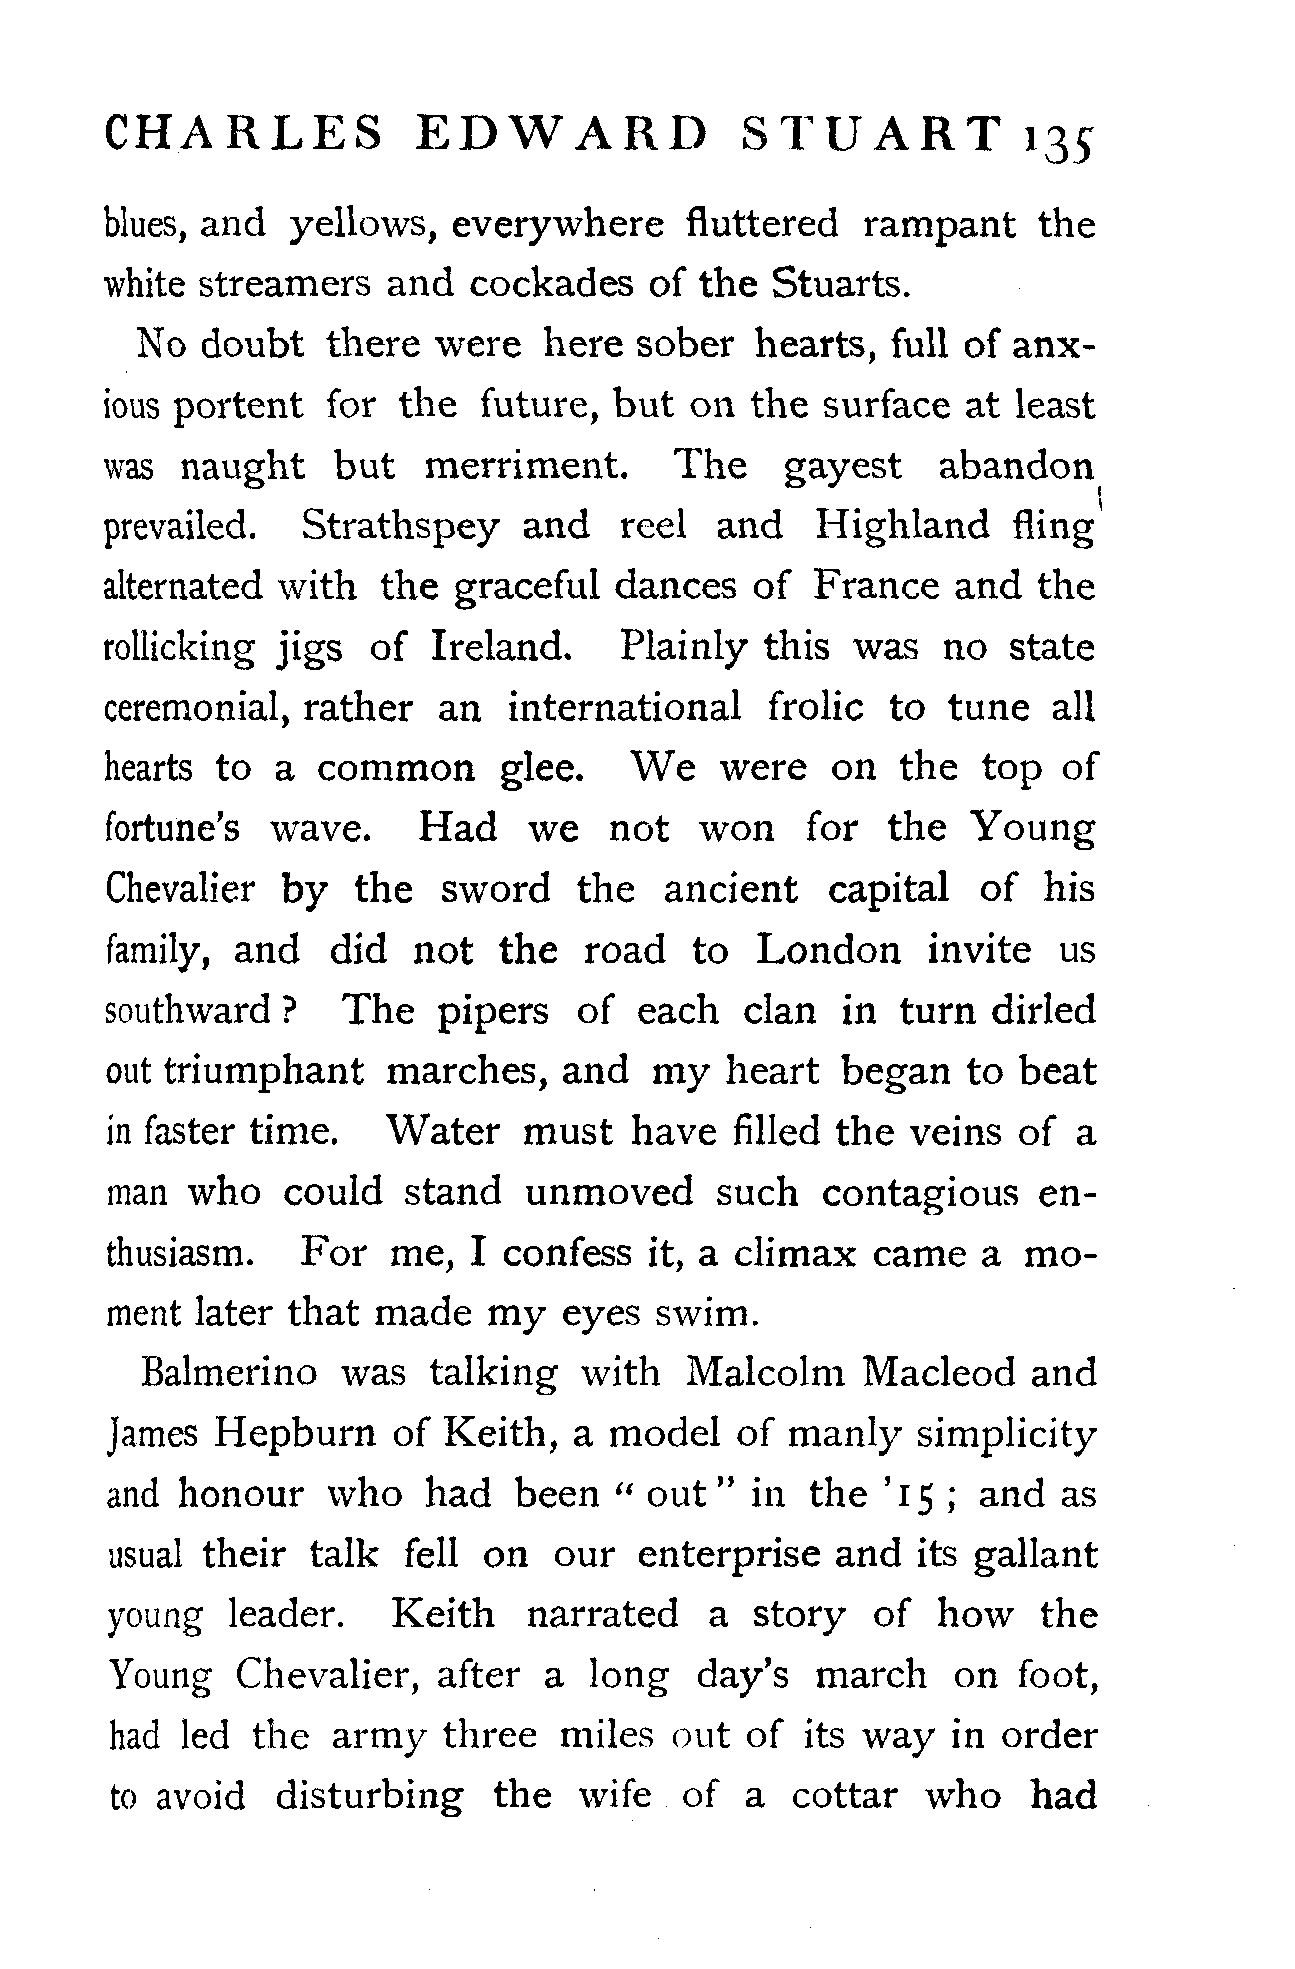 CHARLES EDWARD STUART 135
blues, and yellows, everywhere fluttered rampant the
white streamers and cockades of the Stuarts.
No doubt there were here sober hearts, full of anx-
ious portent for the future, but on the surface at least
was naught but merriment. The gayest abandon
prevailed. Strathspey and reel and Highland fling
alternated with the graceful dances of France and the
rollicking jigs of Ireland. Plainly this was no state
ceremonial, rather an international frolic to tune all
hearts to a common glee. We were on the top of
fortune's wave. Had we not won for the Young
Chevalier by the sword the ancient capital of his
family, and did not the road to London invite us
southward? The pipers of each clan in turn dirled
out triumphant marches, and my heart began to beat
in faster time. Water must have filled the veins of a
man who could stand unmoved such contagious en-
thusiasm. For me, I confess it, a climax came a mo-
ment later that made my eyes swim.
Balmerino was talking with Malcolm Macleod and
James Hepburn of Keith, a model of manly simplicity
and honour who had been "out" in the '15; and as
usual their talk fell on our enterprise and its gallant
young leader. Keith narrated a story of how the
Young Chevalier, after a long day's march on foot,
had led the army three miles out of its way in order
to avoid disturbing the wife of a cottar who had